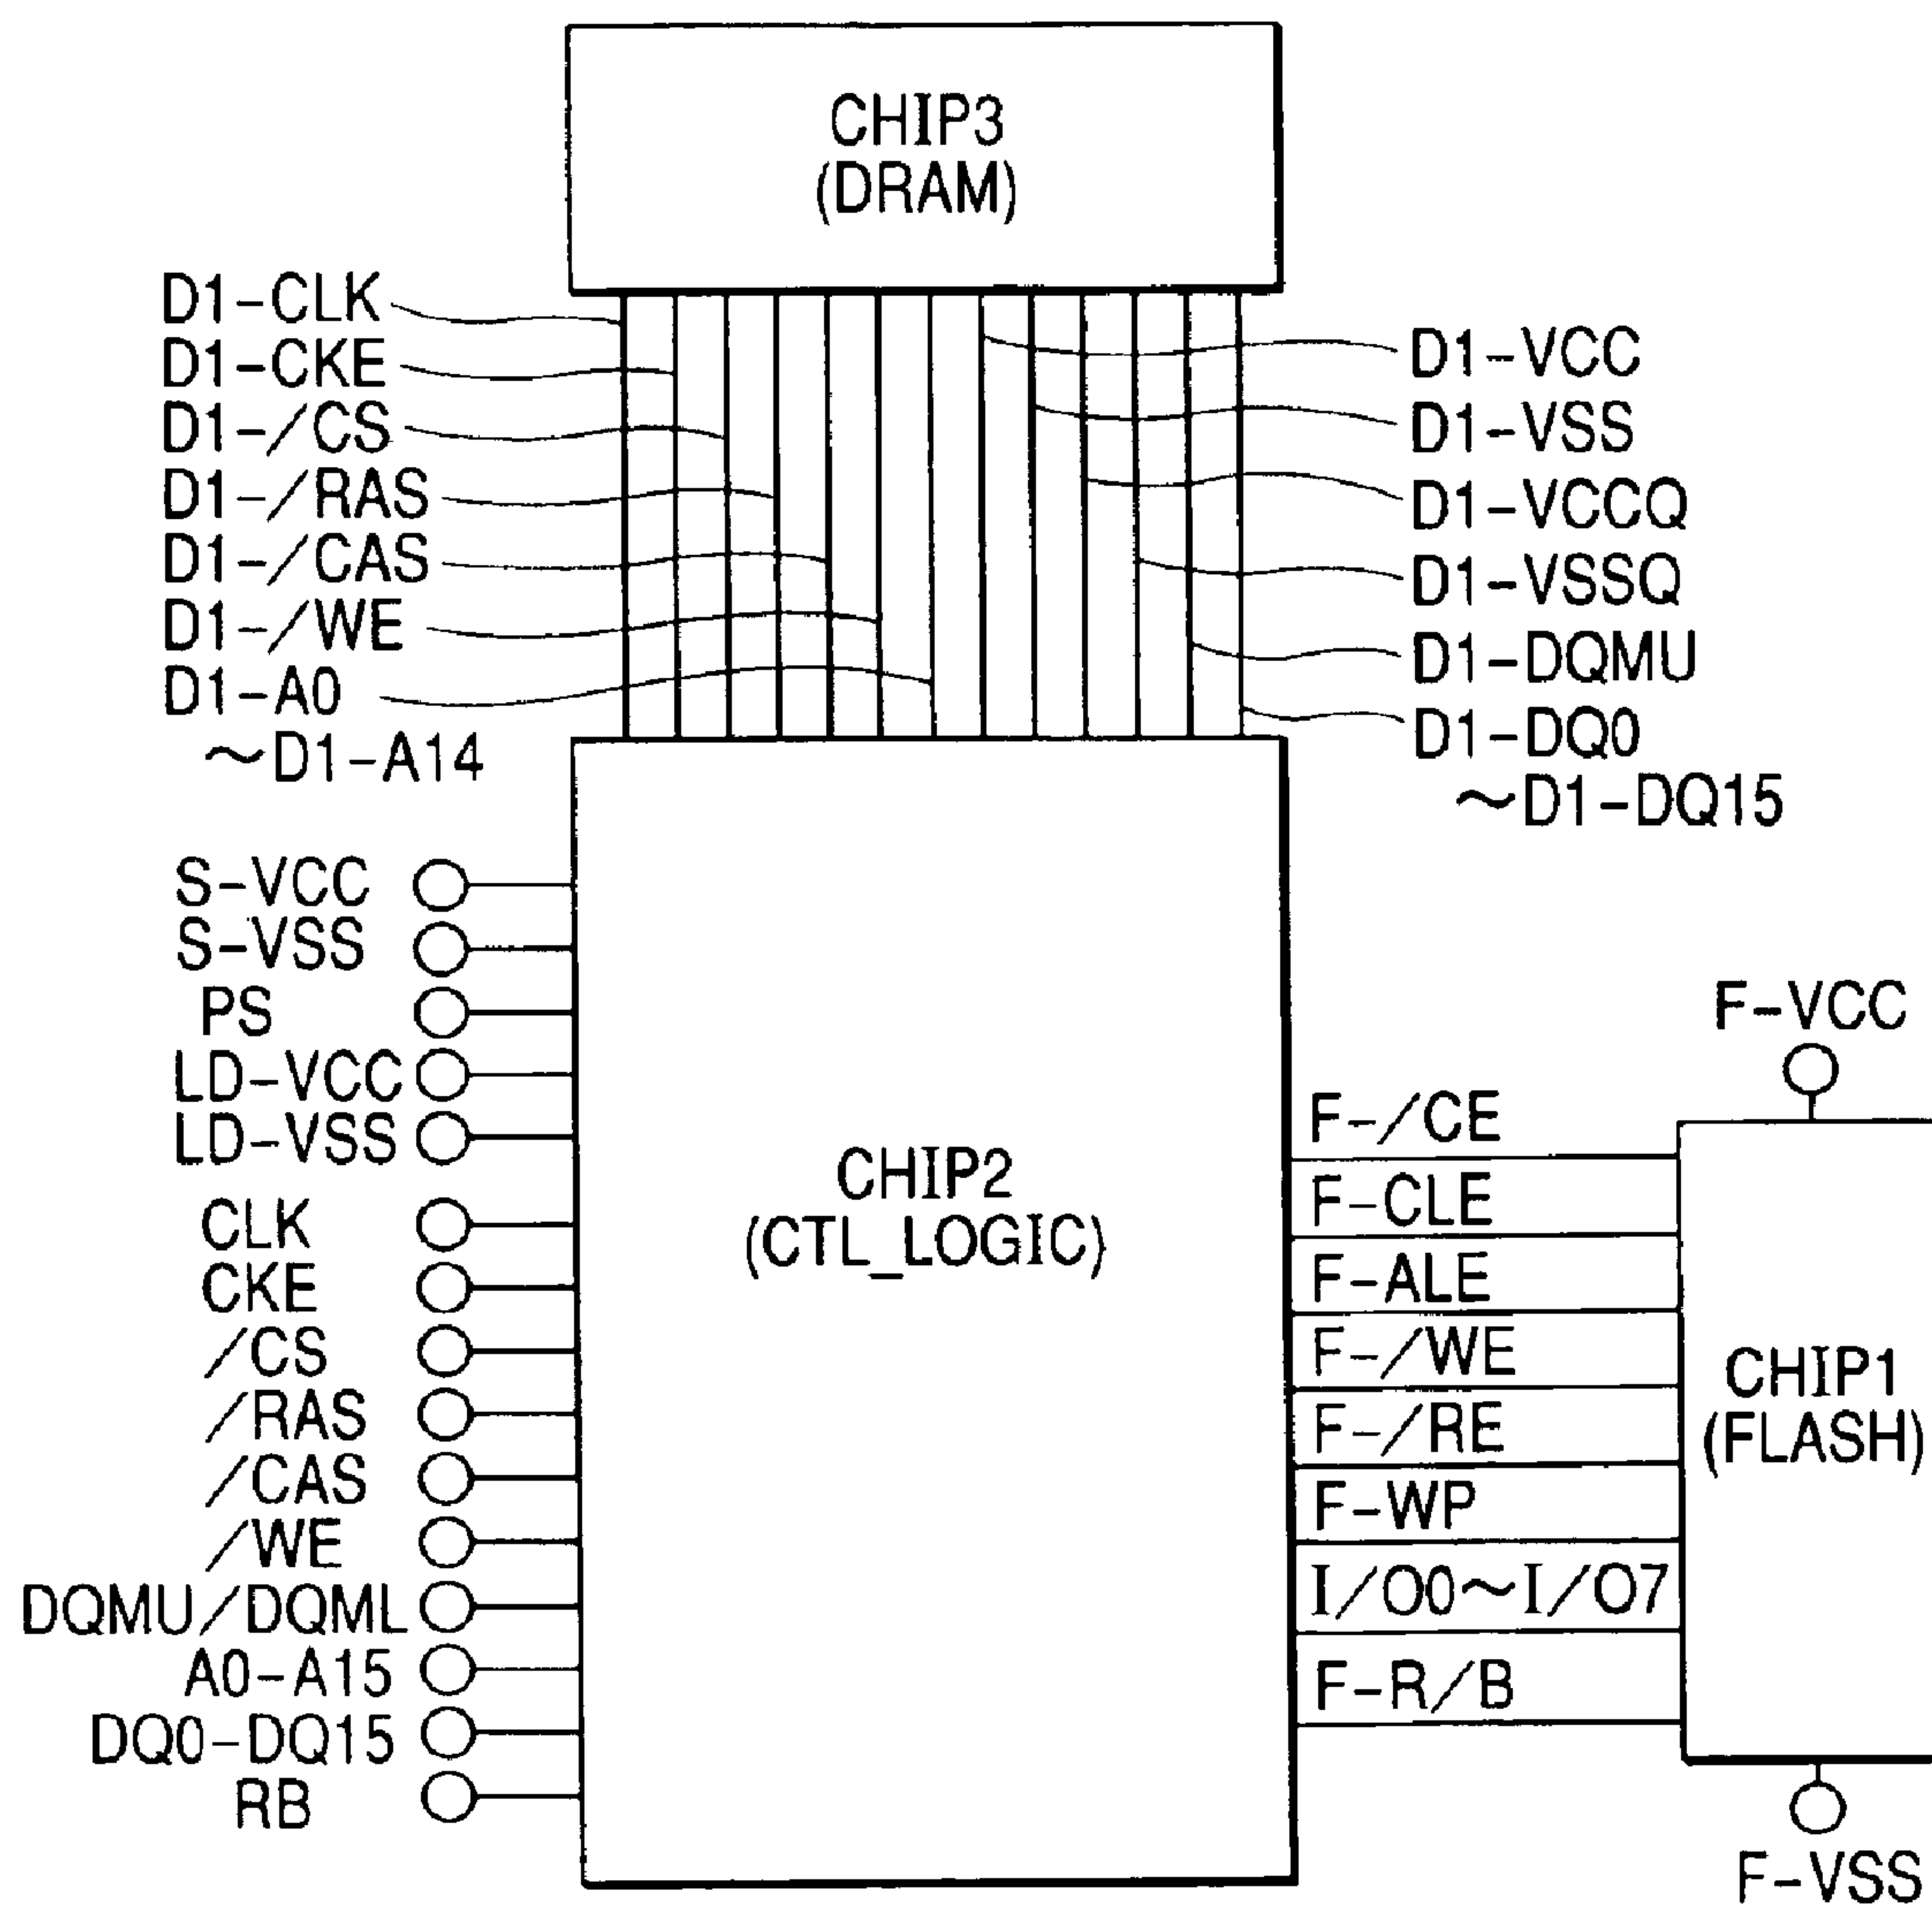 CHIP3
(DRAM)
D1-CLK
D1-CKE
D1-/CS
D1-/RAS
D1-/CAS
D1-/WE
D1-A0
~D1-A14
D1-VCC
D1-VSS
D1-VCCQ
D1-VSSQ
D1-DQMU
D1-DQ0
~D1-DQ15
S-VCC
S-VSS
PS
LD-VCC
LD-VSS
CLK
CKE
/CS
/RAS
/CAS
/WE
DQMU/DQML
A0-A15
DQ0-DQ15
RB
CHIP2
(CTL_LOGIC)
F-/CE
F-CLE
F-ALE
F-/WE
F-/RE
F-WP
I/O0~I/O7
F-R/B
F-VCC
CHIP1
(FLASH)
F-VSS